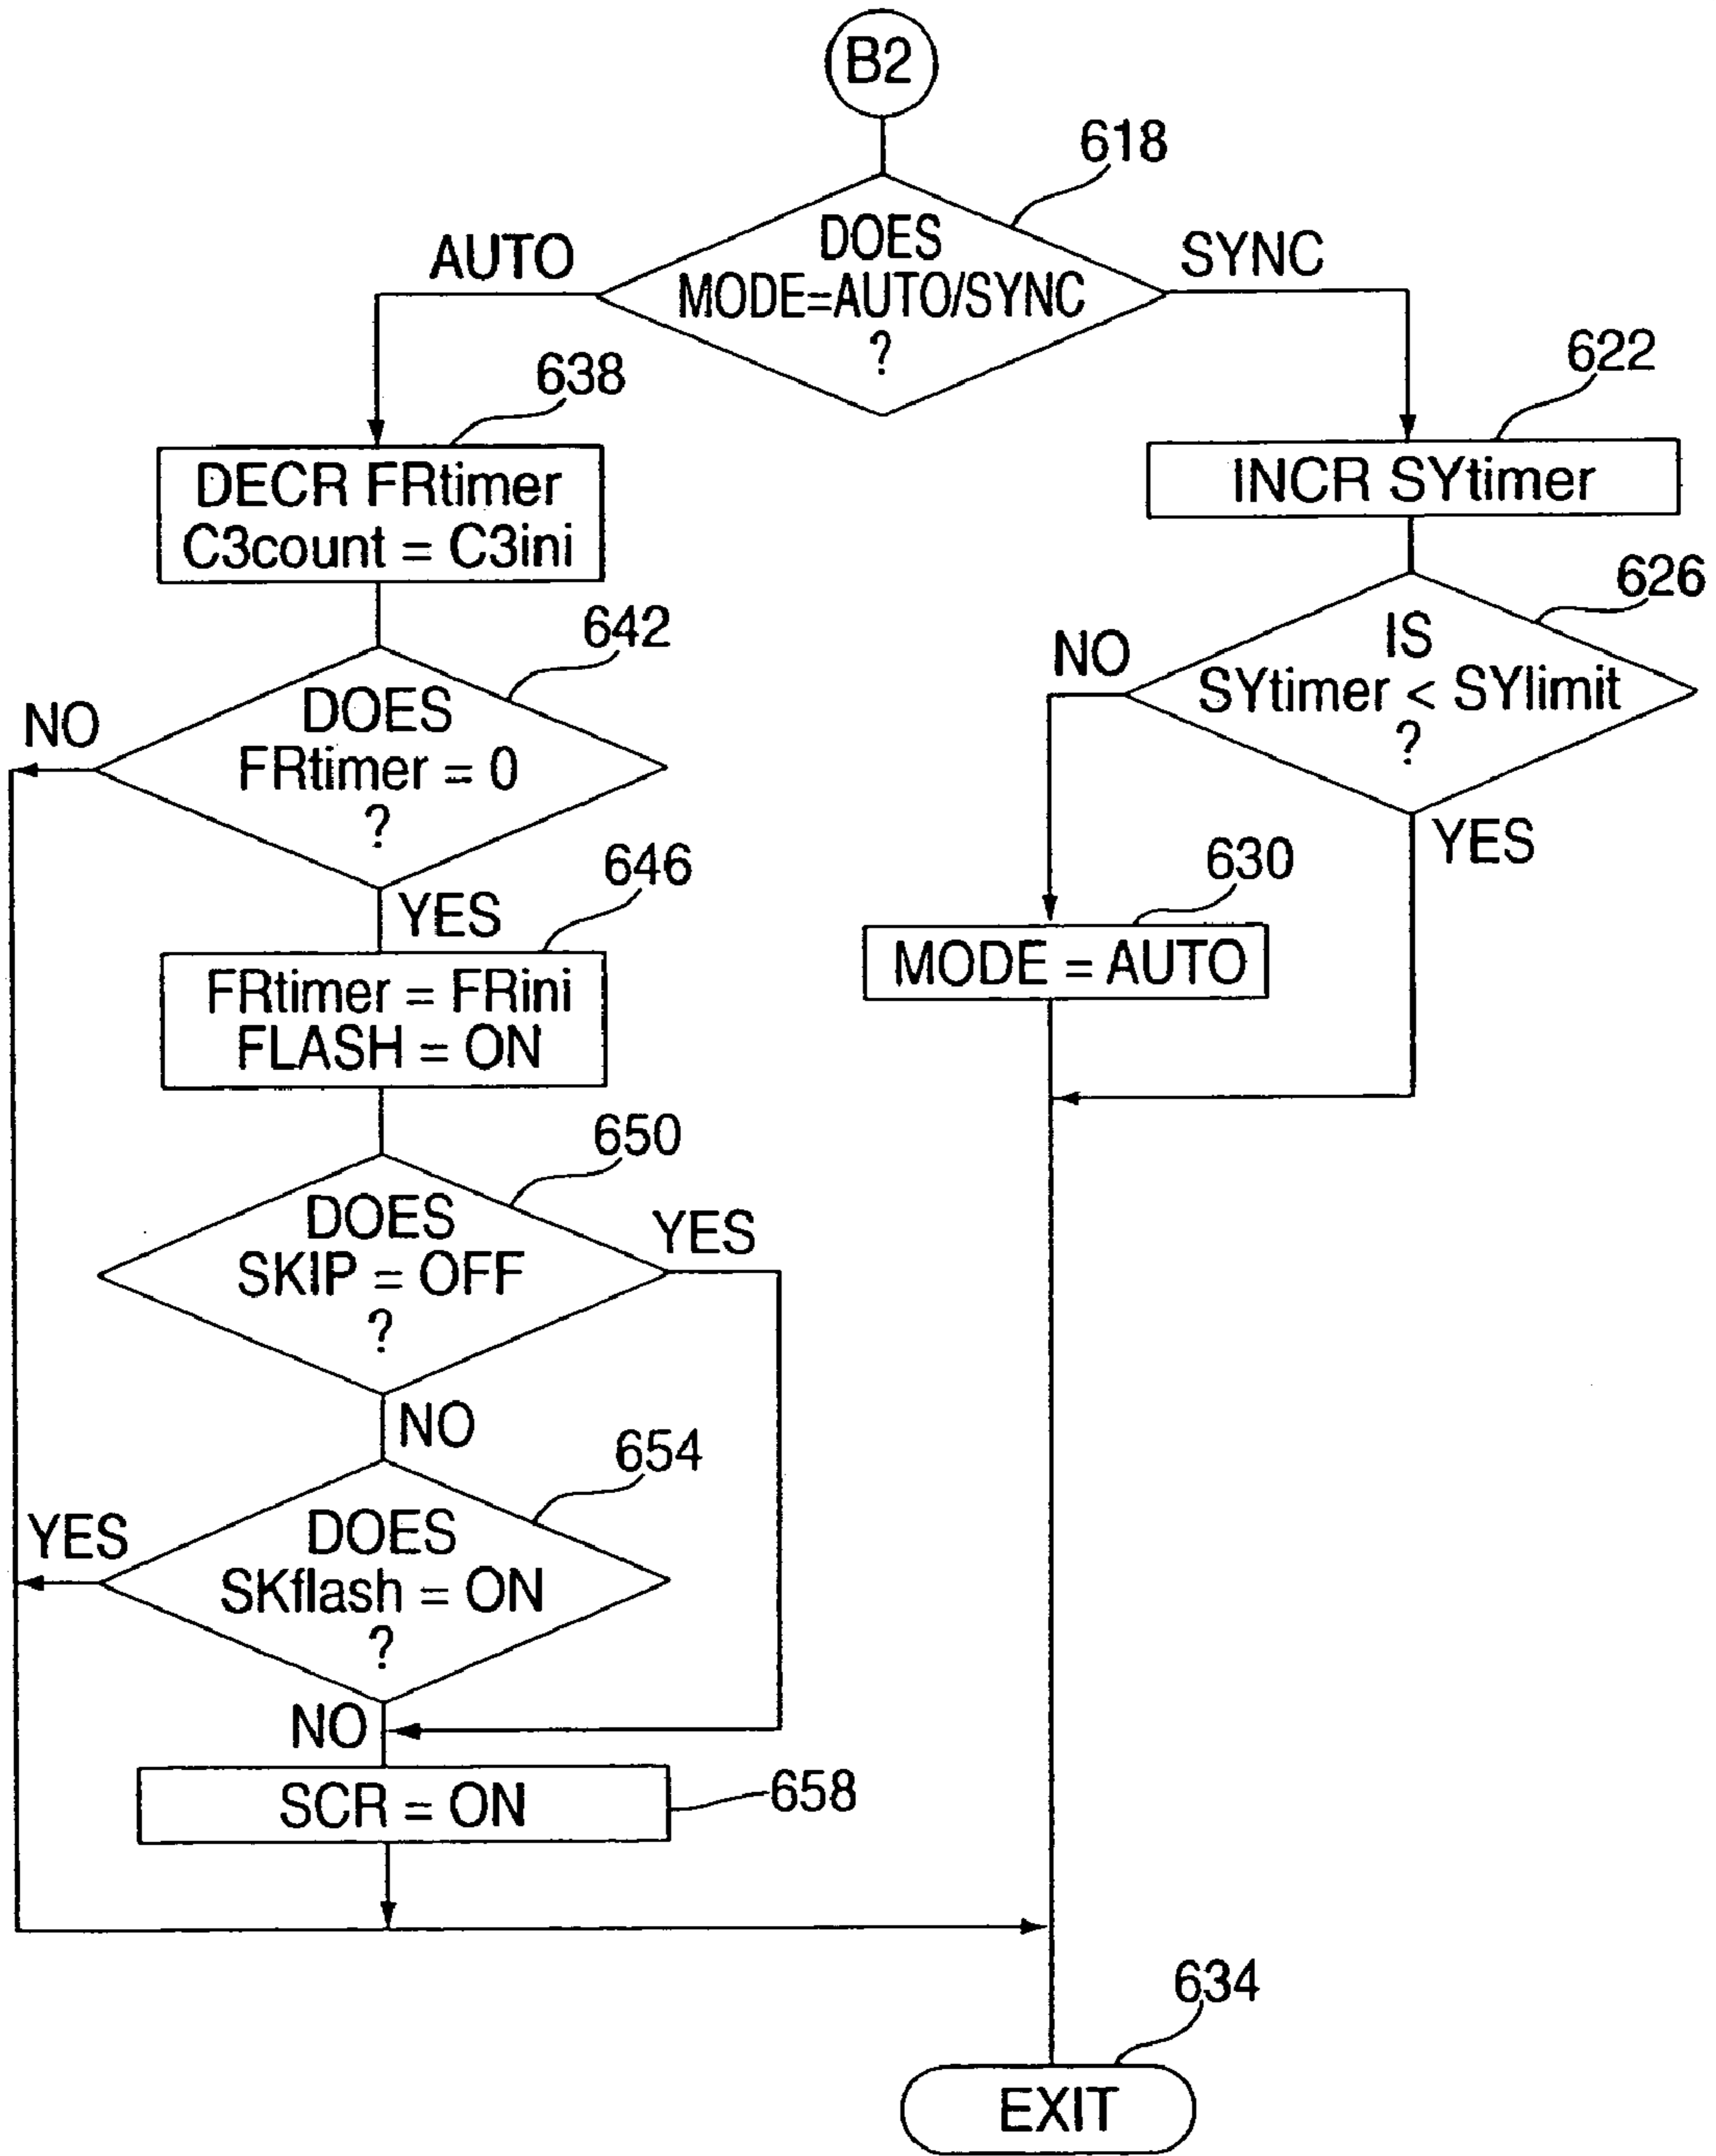 B2
618
DOES
MODE=AUTO/SYNC
?
AUTO
SYNC
638
DECR FRtimer
C3count = C3ini
622
INCR SYtimer
642
DOES
FRtimer = 0
?
NO
YES
626
IS
SYtimer < SYlimit
?
NO
YES
646
FRtimer = FRini
FLASH = ON
630
MODE = AUTO
650
DOES
SKIP = OFF
?
YES
NO
654
DOES
SKflash = ON
?
YES
NO
SCR = ON
658
634
EXIT